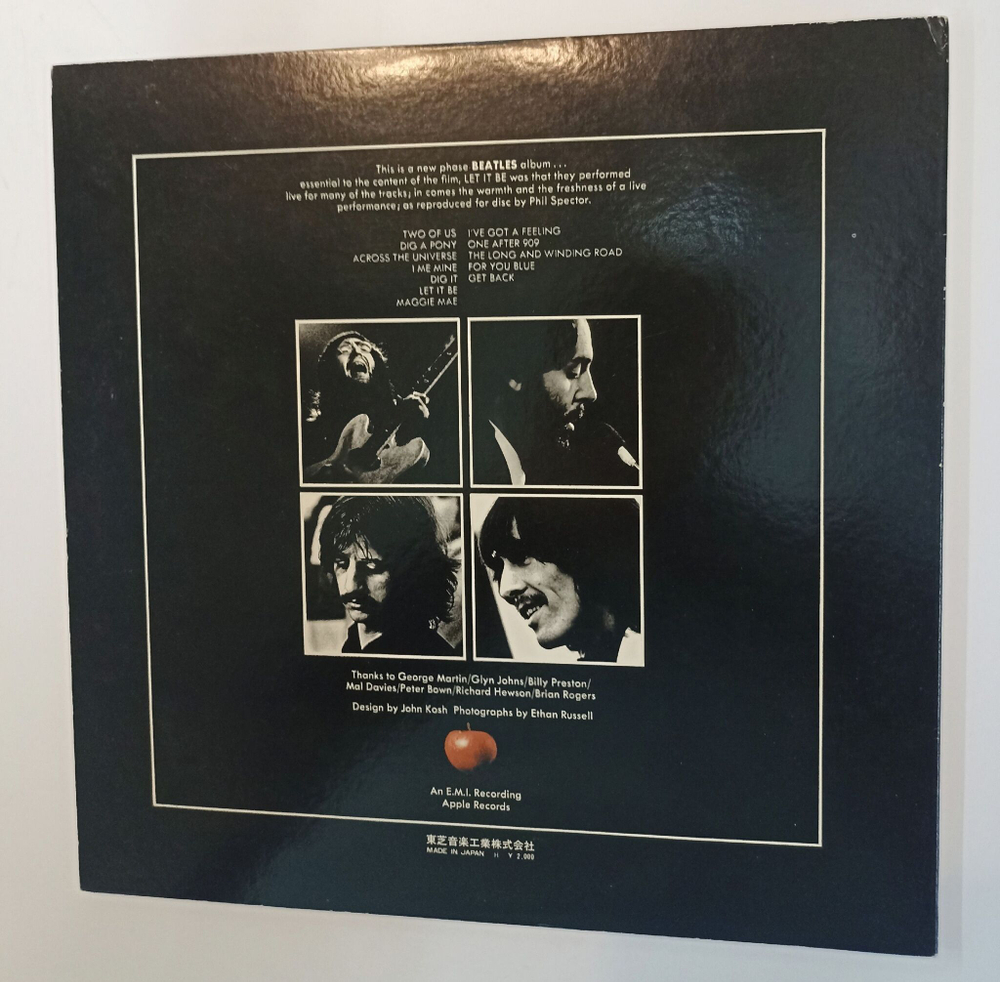 This is a new phase BEATLES album . . .
essential to the content of the film, LET IT BE was that they performed
live for many of the tracks; in comes the warmth and the freshness of a live
performance; as reproduced for disc by Phil Spector.
TWO OF US
DIG A PONY
ACROSS THE UNIVERSE
I ME MINE
DIG IT
LET IT BE
MAGGIE MAE
I'VE GOT A FEELING
ONE AFTER 909
THE LONG AND WINDING ROAD
FOR YOU BLUE
GET BACK
Thanks to George Martin/Glyn Johns/Billy Preston/
Mal Davies/Peter Bown/Richard Hewson/Brian Rogers
Design by John Kosh Photographs by Ethan Russell
An E.M.I. Recording
Apple Records
東芝音楽工業株式会社
MADE IN JAPAN H Y 2,000